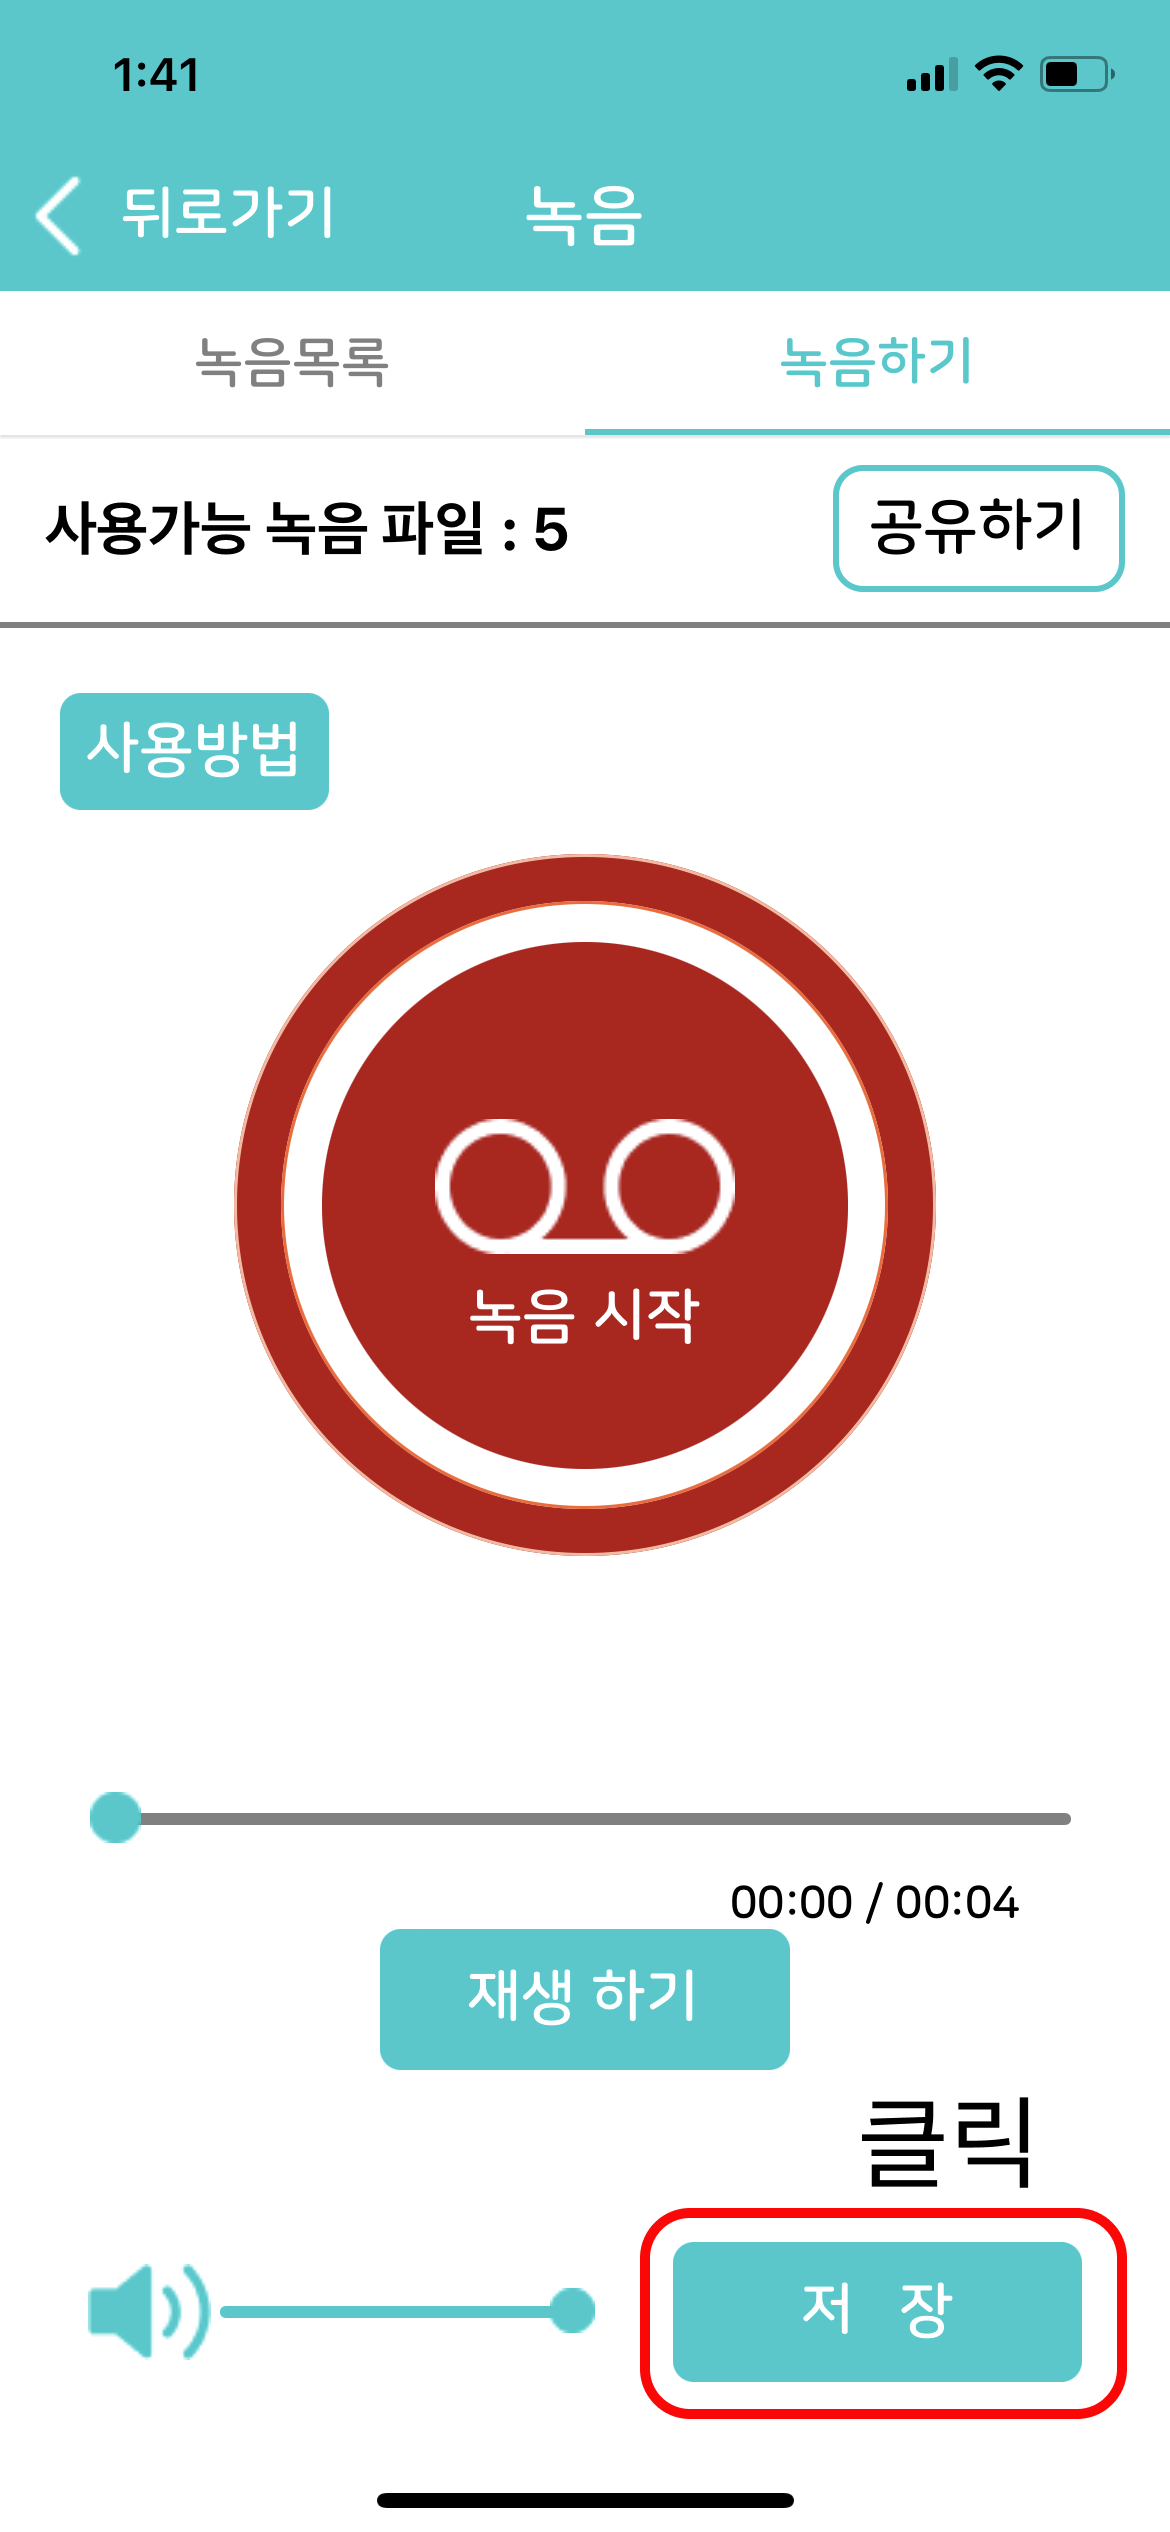 1:41
뒤로가기 녹음
녹음목록 녹음하기
사용가능 녹음 파일 : 5 공유하기
사용방법
녹음 시작
00:00 / 00:04
재생 하기
클릭
저 장